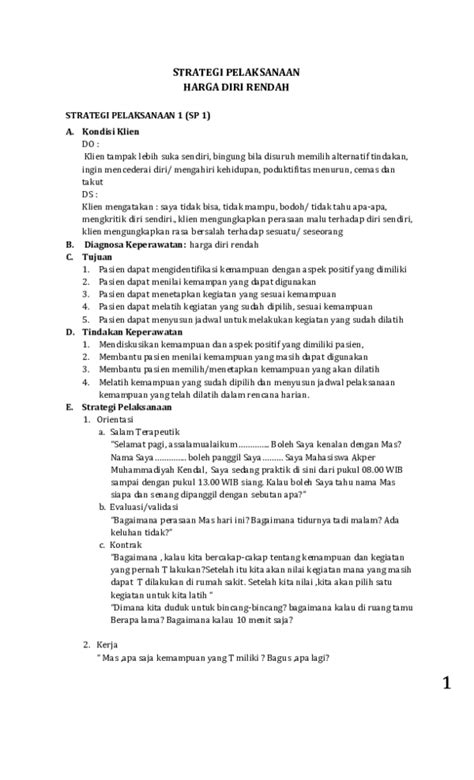 STRATEGI PELAKSANAAN
HARGA DIRI RENDAH
STRATEGI PELAKSANAAN 1 (SP 1)
A. Kondisi Klien
DO :
Klien tampak lebih suka sendiri, bingung bila disuruh memilih alternatif tindakan,
ingin mencederai diri/ mengahiri kehidupan, poduktifitas menurun, cemas dan
takut
DS :
Klien mengatakan : saya tidak bisa, tidak mampu, bodoh/ tidak tahu apa-apa,
mengkritik diri sendiri., klien mengungkapkan perasaan malu terhadap diri sendiri,
klien mengungkapkan rasa bersalah terhadap sesuatu/ seseorang
B. Diagnosa Keperawatan: harga diri rendah
C. Tujuan
1. Pasien dapat mengidentifikasi kemampuan dengan aspek positif yang dimiliki
2. Pasien dapat menilai kemampan yang dapat digunakan
3. Pasien dapat menetapkan kegiatan yang sesuai kemampuan
4. Pasien dapat melatih kegiatan yang sudah dipilih, sesuai kemampuan
5. Pasien dapat menyusun jadwal untuk melakukan kegiatan yang sudah dilatih
D. Tindakan Keperawatan
1. Mendiskusikan kemampuan dan aspek positif yang dimiliki pasien,
2. Membantu pasien menilai kemampuan yang masih dapat digunakan
3. Membantu pasien memilih/menetapkan kemampuan yang akan dilatih
4. Melatih kemampuan yang sudah dipilih dan menyusun jadwal pelaksanaan
kemampuan yang telah dilatih dalam rencana harian.
E. Strategi Pelaksanaan
1. Orientasi
a. Salam Terapeutik
"Selamat pagi, assalamualaikum.............. Boleh Saya kenalan dengan Mas?
Nama Saya .............. boleh panggil Saya ......... Saya Mahasiswa Akper
Muhammadiyah Kendal, Saya sedang praktik di sini dari pukul 08.00 WIB
sampai dengan pukul 13.00 WIB siang. Kalau boleh Saya tahu nama Mas
siapa dan senang dipanggil dengan sebutan apa?"
b. Evaluasi/validasi
"Bagaimana perasaan Mas hari ini? Bagaimana tidurnya tadi malam? Ada
keluhan tidak?"
c. Kontrak
"Bagaimana , kalau kita bercakap-cakap tentang kemampuan dan kegiatan
yang pernah T lakukan?Setelah itu kita akan nilai kegiatan mana yang masih
dapat T dilakukan di rumah sakit. Setelah kita nilai ,kita akan pilih satu
kegiatan untuk kita latih "
"Dimana kita duduk untuk bincang-bincang? bagaimana kalau di ruang tamu
Berapa lama? Bagaimana kalau 10 menit saja?
2. Kerja
" Mas ,apa saja kemampuan yang T miliki ? Bagus ,apa lagi?
1